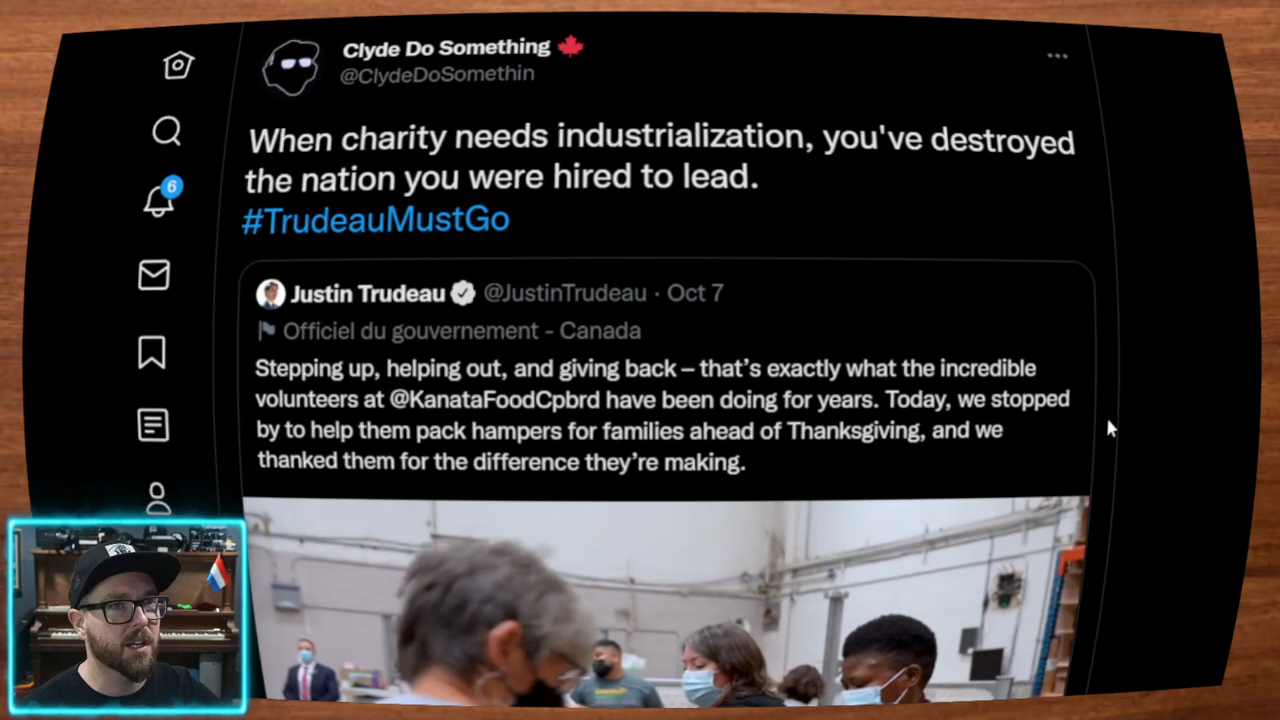 Clyde Do Something
@ClydeDoSomethin
When charity needs industrialization, you've destroyed
the nation you were hired to lead.
#TrudeauMustGo
6
Justin Trudeau @JustinTrudeau · Oct 7
Officiel du gouvernement - Canada
Stepping up, helping out, and giving back – that's exactly what the incredible
volunteers at @KanataFoodCpbrd have been doing for years. Today, we stopped
by to help them pack hampers for families ahead of Thanksgiving, and we
thanked them for the difference they're making.